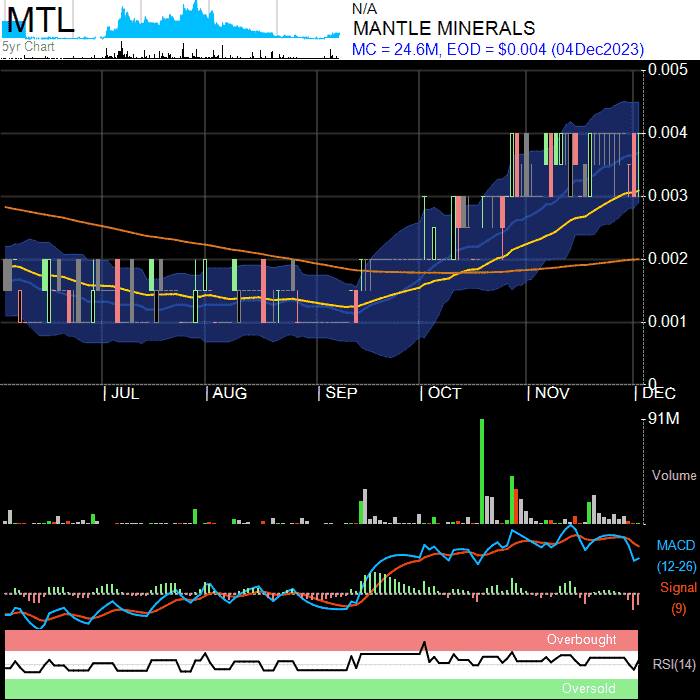 MTL
5yr Chart
N/A
MANTLE MINERALS
MC = 24.6M, EOD = $0.004 (04Dec2023)
0.005
0.004
0.003
0.002
0.001
0
JUL AUG SEP OCT NOV DEC
91M
Volume
MACD
(12-26)
Signal
(9)
Overbought
RSI(14)
Oversold